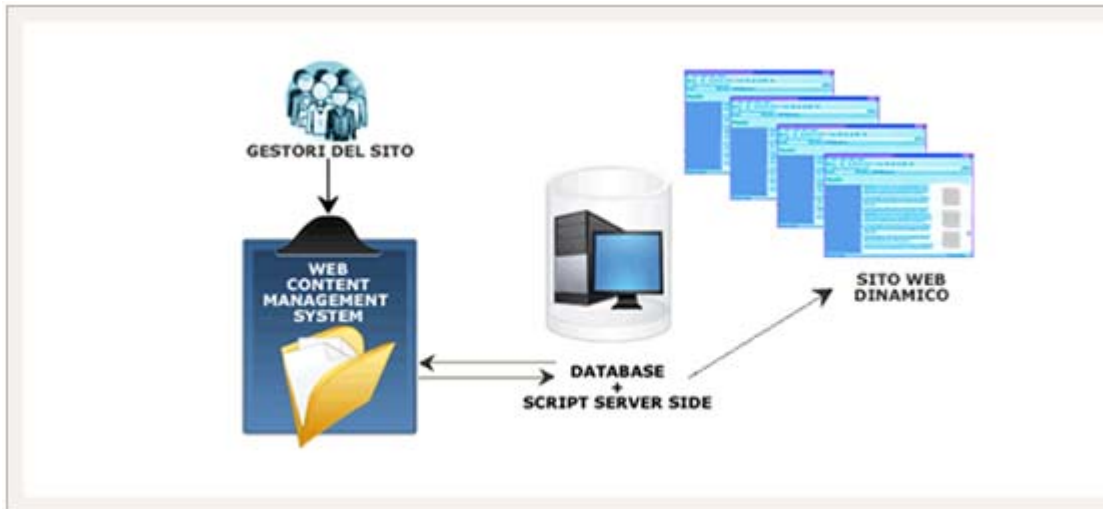 GESTORI DEL SITO
WEB
CONTENT
MANAGEMENT
SYSTEM
DATABASE
+
SCRIPT SERVER SIDE
SITO WEB
DINAMICO